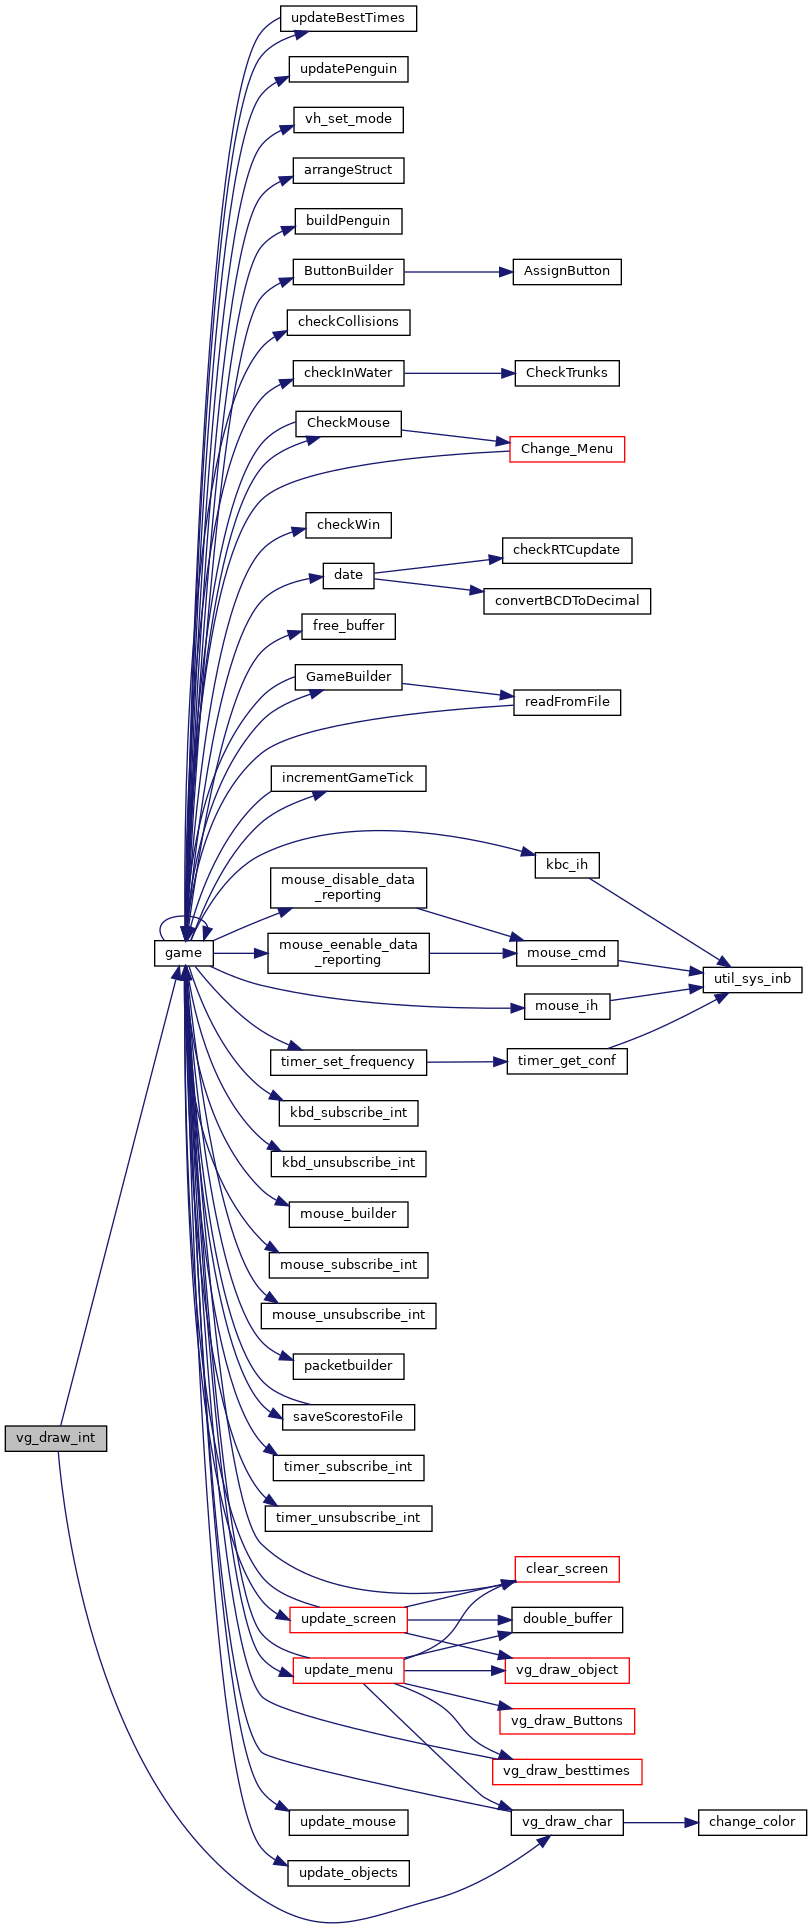 updateBestTimes
updatePenguin
vh_set_mode
arrangeStruct
buildPenguin
ButtonBuilder
AssignButton
checkCollisions
checkInWater
CheckTrunks
CheckMouse
Change_Menu
checkWin
checkRTCupdate
date
convertBCDToDecimal
free_buffer
GameBuilder
readFromFile
incrementGameTick
kbc_ih
mouse_disable_data
_reporting
game
mouse_eenable_data
_reporting
mouse_cmd
util_sys_inb
mouse_ih
timer_set_frequency
timer_get_conf
kbd_subscribe_int
kbd_unsubscribe_int
mouse_builder
mouse_subscribe_int
mouse_unsubscribe_int
packetbuilder
saveScorestoFile
vg_draw_int
timer_subscribe_int
timer_unsubscribe_int
clear_screen
update_screen
double_buffer
update_menu
vg_draw_object
vg_draw_Buttons
vg_draw_besttimes
update_mouse
vg_draw_char
change_color
update_objects